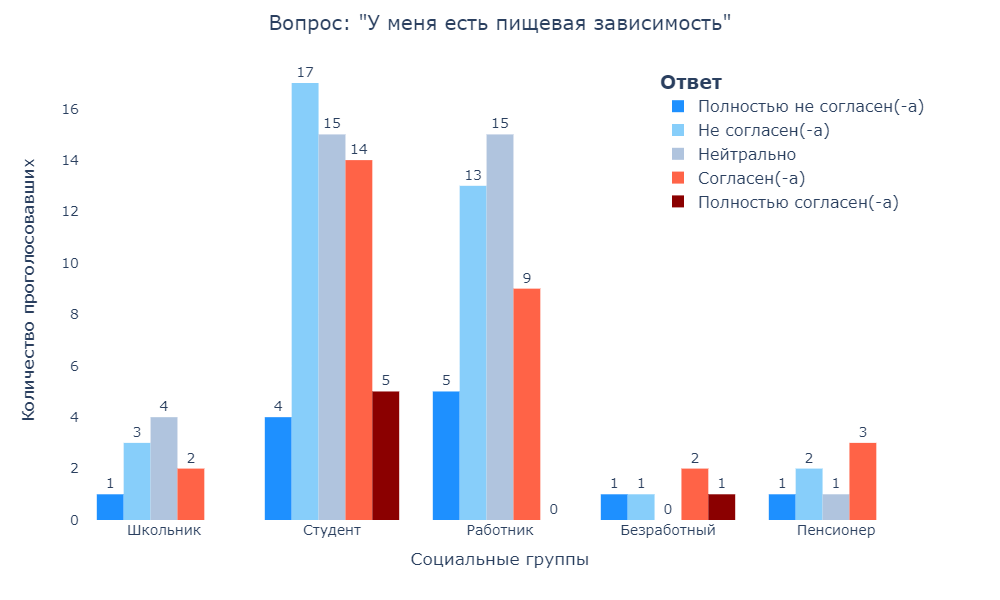 Вопрос: "У меня есть пищевая зависимость"
Ответ
Полностью не согласен(-а)
Не согласен(-а)
Нейтрально
Согласен(-а)
Полностью согласен(-а)
Количество проголосовавших
16
14
12
10
8
6
4
2
0
1
3
4
2
4
17
15
14
5
5
13
15
9
0
1
1
0
2
1
1
2
1
3
Школьник
Студент
Работник
Безработный
Пенсионер
Социальные группы